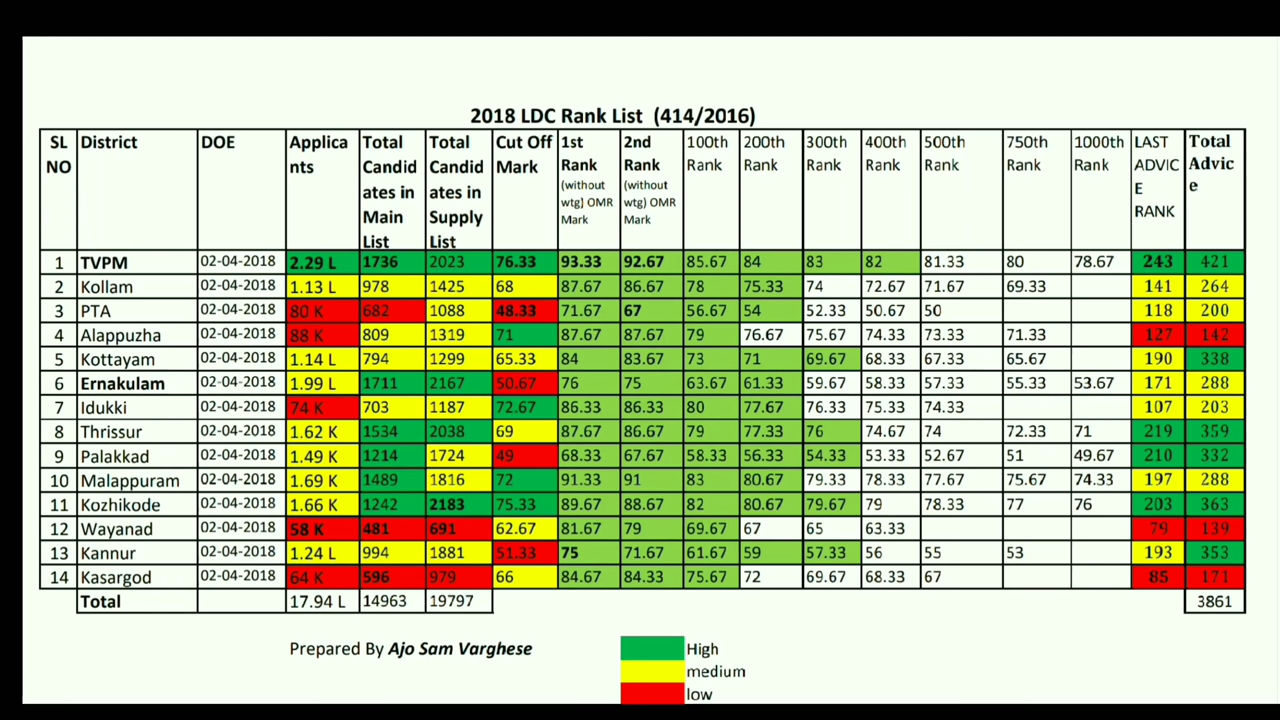 2018 LDC Rank List (414/2016)
SL NO District DOE Applicants Total Candidates in Main List Total Candidates in Supply List Cut Off Mark 1st Rank (without wtg) OMR Mark 2nd Rank (without wtg) OMR Mark 100th Rank 200th Rank 300th Rank 400th Rank 500th Rank 750th Rank 1000th Rank LAST ADVICE RANK Total Advice
1 TVPM 02-04-2018 2.29 L 1736 2023 76.33 93.33 92.67 85.67 84 83 82 81.33 80 78.67 243 421
2 Kollam 02-04-2018 1.13 L 978 1425 68 87.67 86.67 78 75.33 74 72.67 71.67 69.33 141 264
3 PTA 02-04-2018 80 K 682 1088 48.33 71.67 67 56.67 54 52.33 50.67 50 118 200
4 Alappuzha 02-04-2018 88 K 809 1319 71 87.67 87.67 79 76.67 75.67 74.33 73.33 71.33 127 142
5 Kottayam 02-04-2018 1.14 L 794 1299 65.33 84 83.67 73 71 69.67 68.33 67.33 65.67 190 338
6 Ernakulam 02-04-2018 1.99 L 1711 2167 50.67 76 75 63.67 61.33 59.67 58.33 57.33 55.33 53.67 171 288
7 Idukki 02-04-2018 74 K 703 1187 72.67 86.33 86.33 80 77.67 76.33 75.33 74.33 107 203
8 Thrissur 02-04-2018 1.62 L 1534 2038 69 87.67 86.67 79 77.33 76 74.67 74 72.33 71 219 359
9 Palakkad 02-04-2018 1.49 K 1214 1724 49 68.33 67.67 58.33 56.33 54.33 53.33 52.67 51 49.67 210 332
10 Malappuram 02-04-2018 1.69 K 1489 1816 72 91.33 91 83 80.67 79.33 78.33 77.67 75.67 74.33 197 288
11 Kozhikode 02-04-2018 1.66 K 1242 2183 75.33 89.67 88.67 82 80.67 79.67 79 78.33 77 76 203 363
12 Wayanad 02-04-2018 58 K 481 691 62.67 81.67 79 69.67 67 65 63.33 79 139
13 Kannur 02-04-2018 1.24 L 994 1881 51.33 75 71.67 61.67 59 57.33 56 55 53 193 353
14 Kasargod 02-04-2018 64 K 596 979 66 84.67 84.33 75.67 72 69.67 68.33 67 85 171
Total 17.94 L 14963 19797 3861
Prepared By Ajo Sam Varghese
High
medium
low